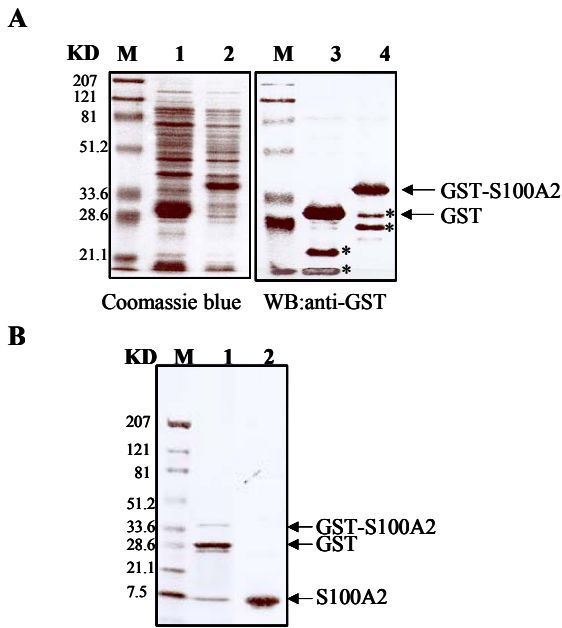 A
KD M 1 2 M 3 4
207
121
81
51.2
33.6
28.6
21.1
GST-S100A2
* GST
*
*
*
Coomassie blue WB:anti-GST
B
KD M 1 2
207
121
81
51.2
33.6
28.6
21.1
7.5
GST-S100A2
GST
S100A2